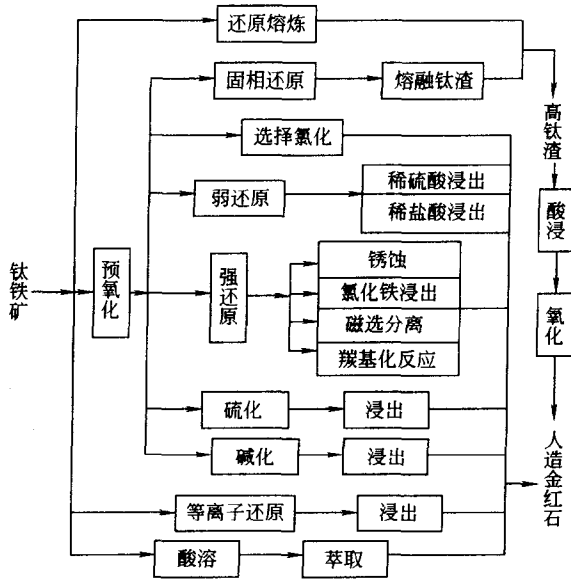 还原熔炼
固相还原
熔融钛渣
高钛渣
选择氯化
弱还原
稀硫酸浸出
稀盐酸浸出
酸浸
钛铁矿
预氧化
强还原
锈蚀
氯化铁浸出
磁选分离
羰基化反应
氧化
硫化
浸出
碱化
浸出
人造金红石
等离子还原
浸出
酸溶
萃取